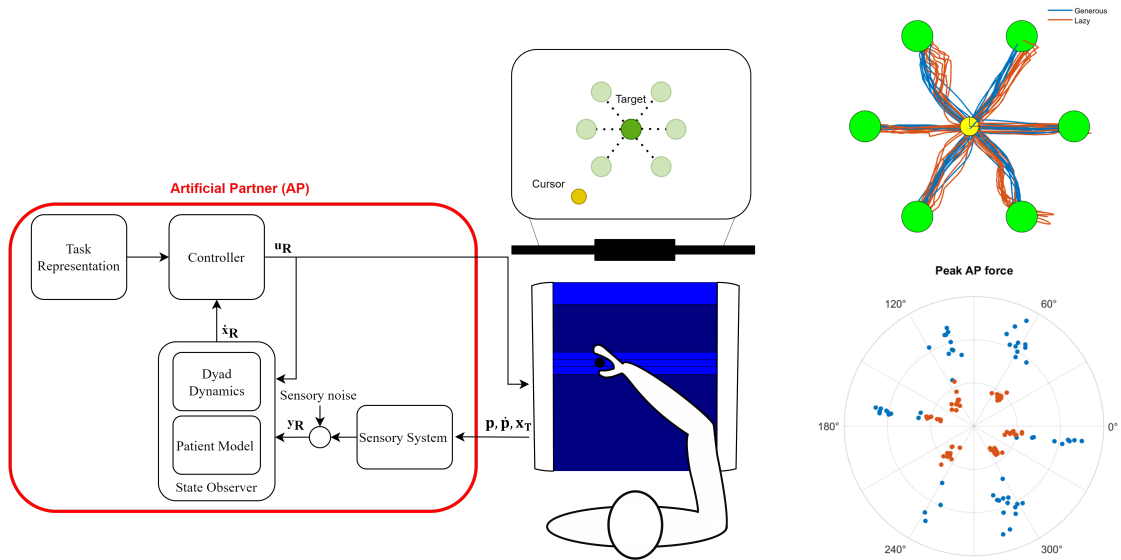 Artificial Partner (AP)
Task
Representation
Controller
uR
ẋR
Dyad
Dynamics
Patient Model
State Observer
Sensory noise
yR
Sensory System
p, ṗ, xT
Target
Cursor
Generous
Lazy
Peak AP force
120°
60°
180°
0°
240°
300°